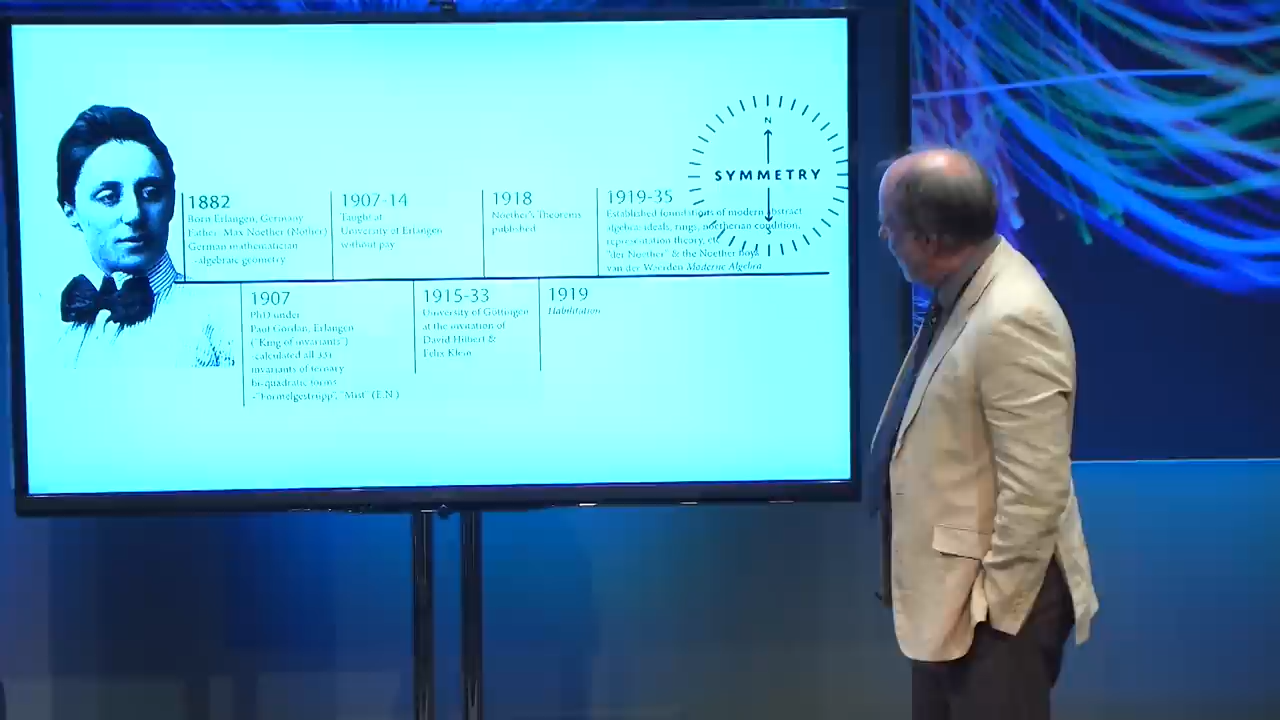 1882
Born Erlangen, Germany
Father: Max Noether (Nöther)
German mathematician
-algebraic geometry
1907-14
Taught at
University of Erlangen
without pay
1918
Noether's Theorems
published
1919-35
Established foundations of modern abstract
algebra: ideals, rings, noetherian condition,
representation theory, etc
"der Noether" & the Noether boys
van der Waerden Moderne Algebra
N
SYMMETRY
1907
PhD under
Paul Gordan, Erlangen
("King of invariants")
-calculated all 331
invariants of ternary
bi-quadratic forms
-"Formelgestrüpp", "Mist" (E.N.)
1915-33
University of Göttingen
at the invitation of
David Hilbert &
Felix Klein
1919
Habilitation